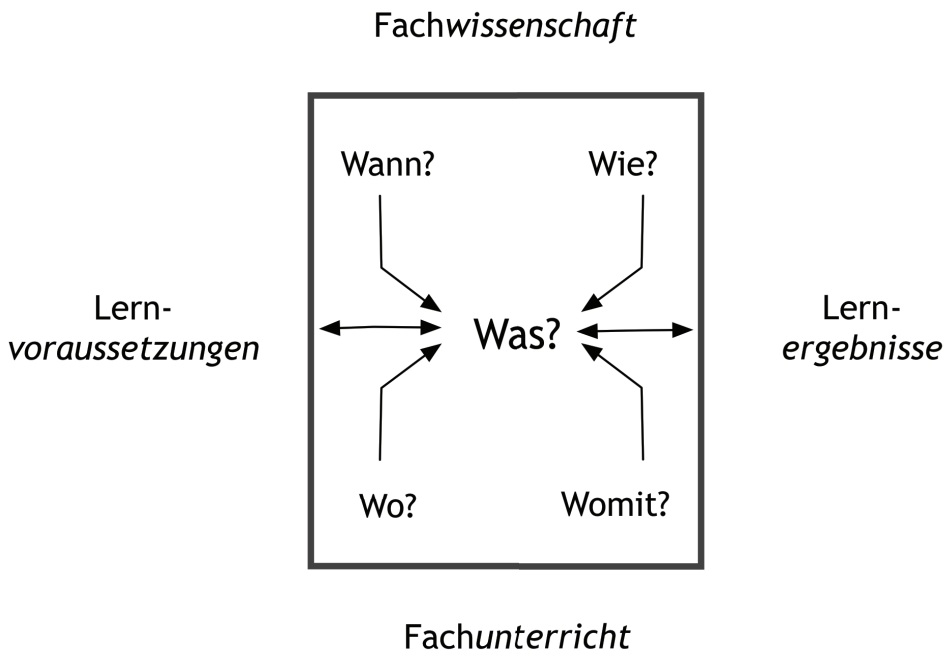 Fachwissenschaft
Wann?
Wie?
Lern-
voraussetzungen
Was?
Lern-
ergebnisse
Wo?
Womit?
Fachunterricht